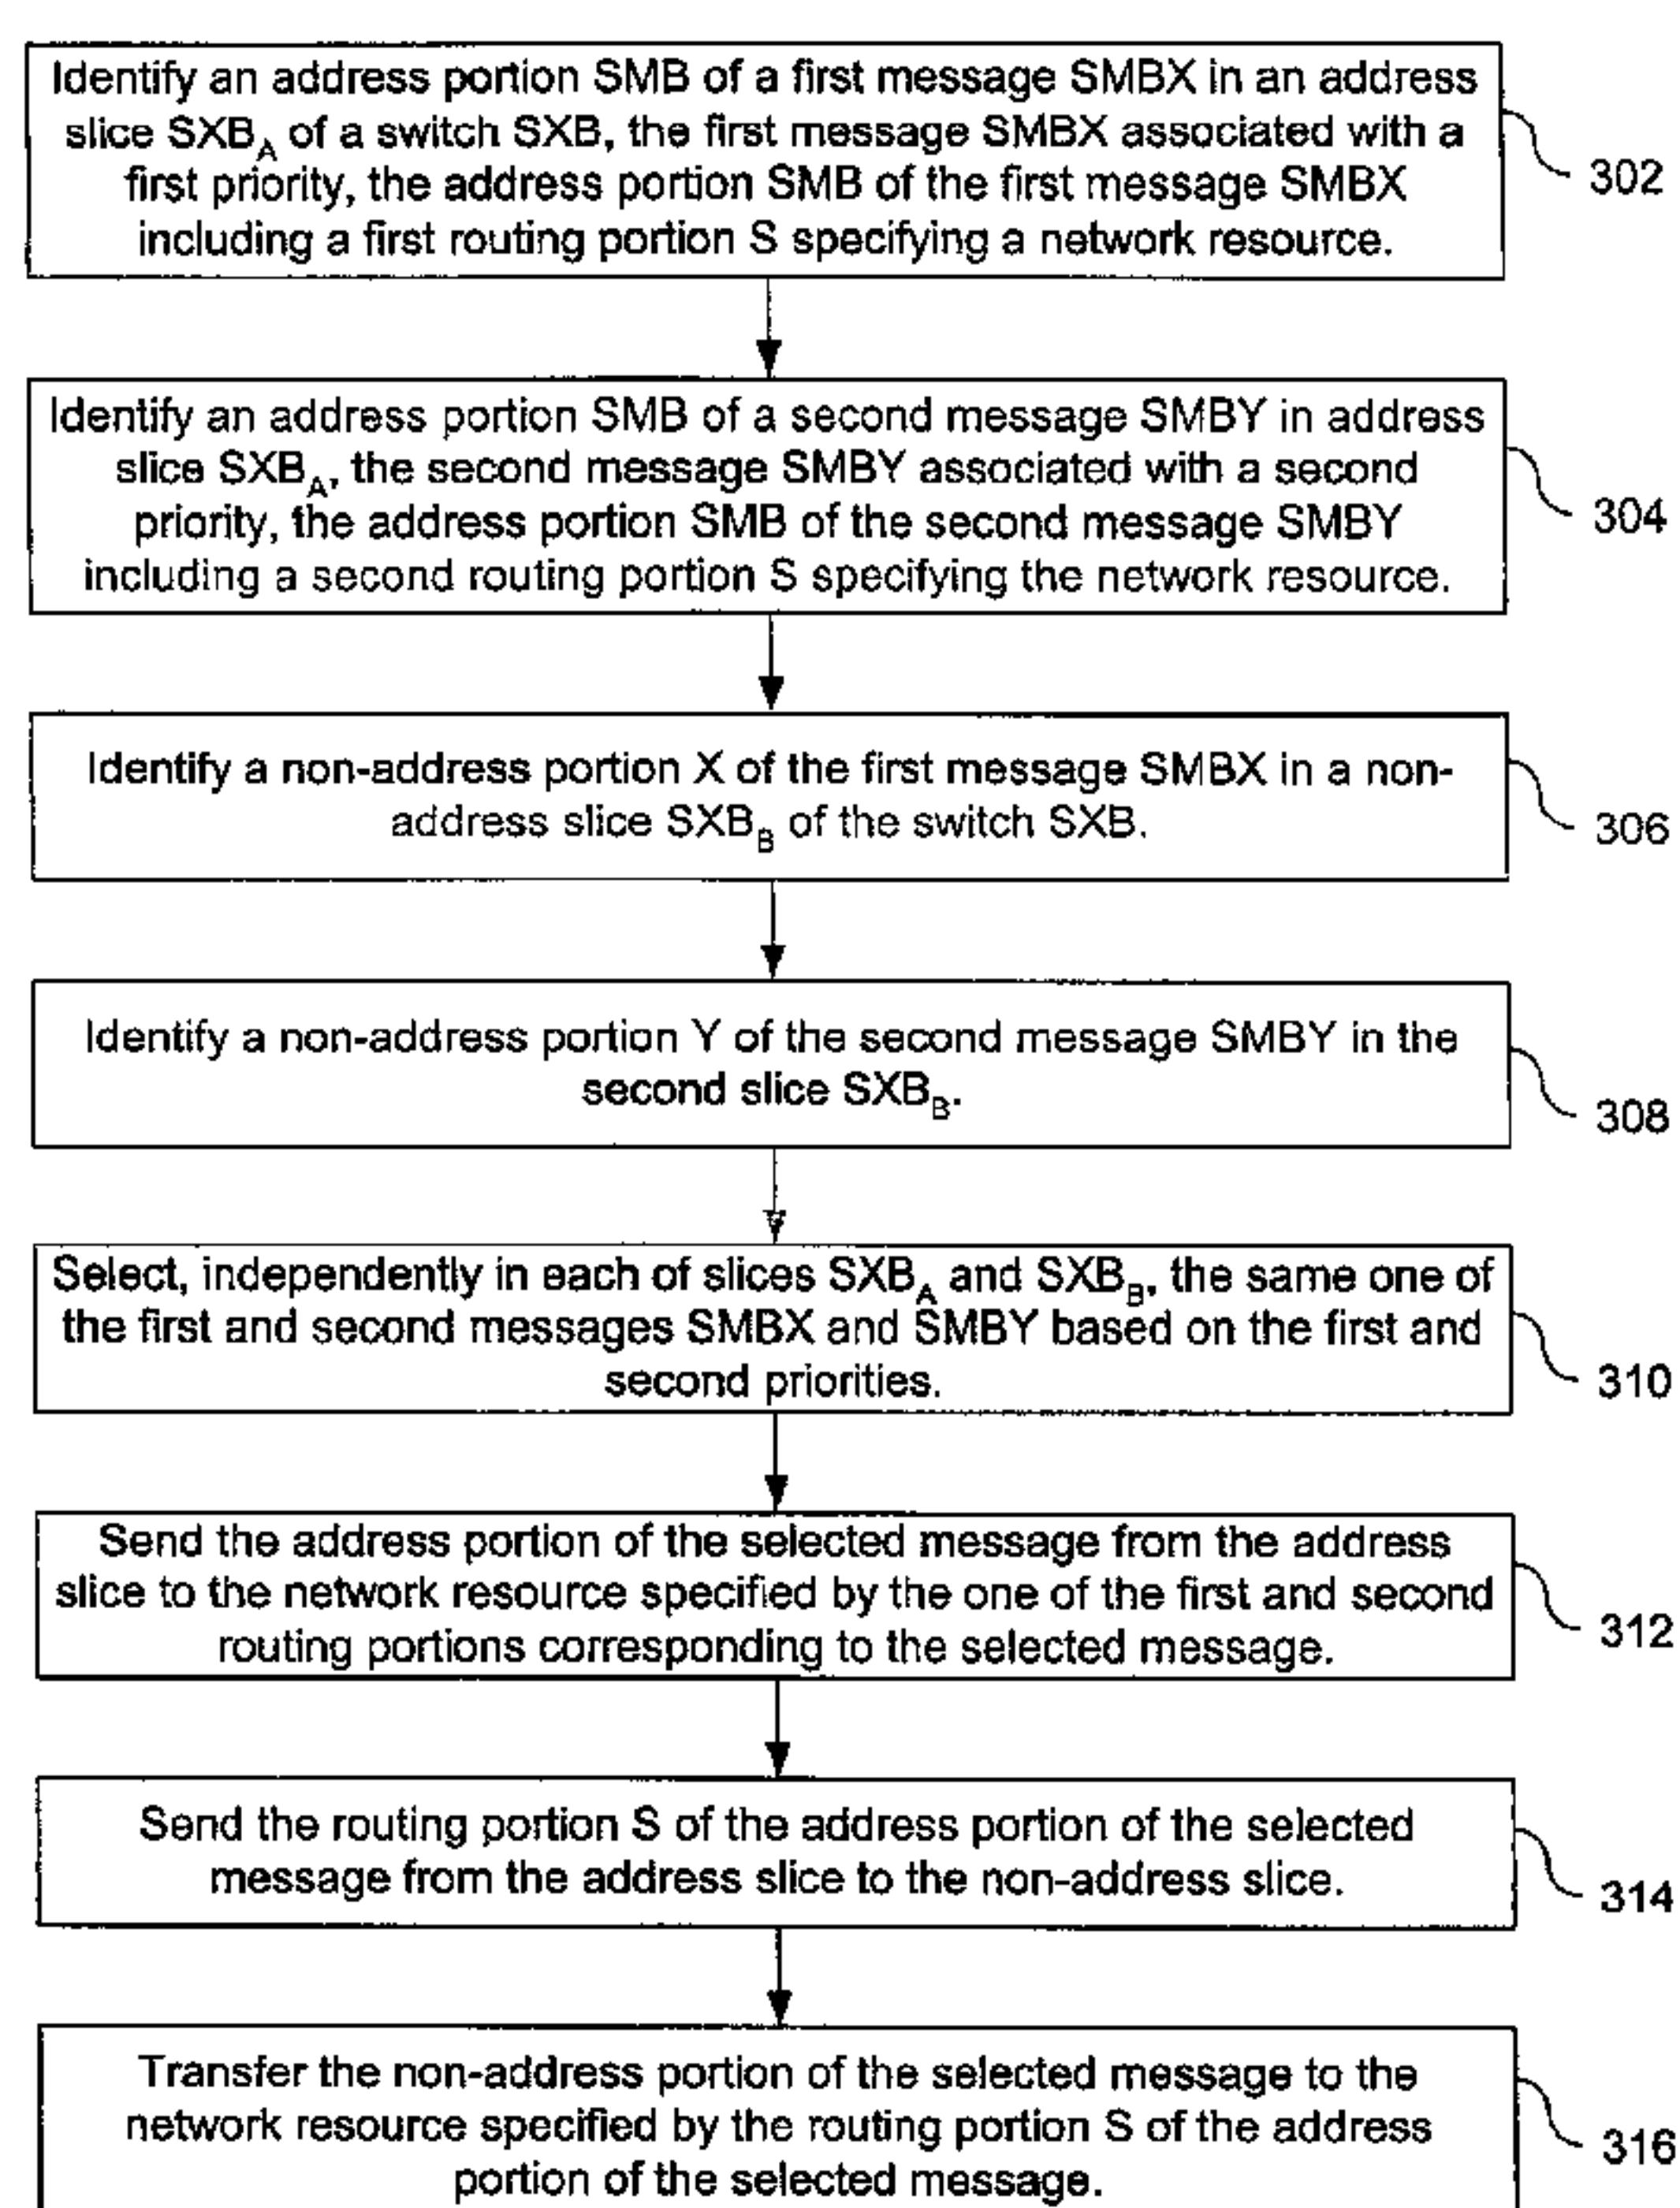 Identify an address portion SMB of a first message SMBX in an address
slice SXB_A of a switch SXB, the first message SMBX associated with a
first priority, the address portion SMB of the first message SMBX
including a first routing portion S specifying a network resource.
302
Identify an address portion SMB of a second message SMBY in address
slice SXB_A, the second message SMBY associated with a second
priority, the address portion SMB of the second message SMBY
including a second routing portion S specifying the network resource.
304
Identify a non-address portion X of the first message SMBX in a non-
address slice SXB_B of the switch SXB.
306
Identify a non-address portion Y of the second message SMBY in the
second slice SXB_B.
308
Select, independently in each of slices SXB_A and SXB_B, the same one of
the first and second messages SMBX and SMBY based on the first and
second priorities.
310
Send the address portion of the selected message from the address
slice to the network resource specified by the one of the first and second
routing portions corresponding to the selected message.
312
Send the routing portion S of the address portion of the selected
message from the address slice to the non-address slice.
314
Transfer the non-address portion of the selected message to the
network resource specified by the routing portion S of the address
portion of the selected message.
316